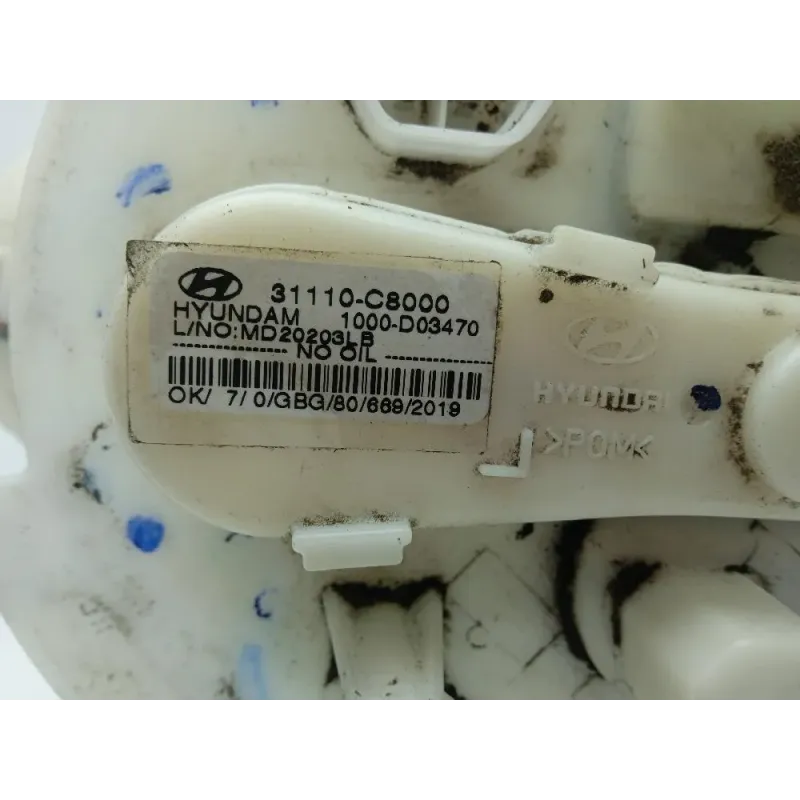 31110-C8000
HYUNDAM 1000-D03470
L/NO:MD20203LB
NO OIL
OK/ 7/0/GBG/80/669/2019
HYUNDAI
>POM<